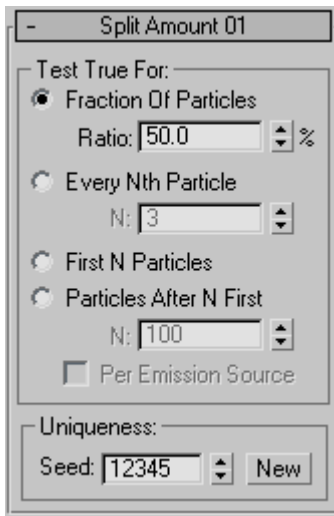 - Split Amount 01
Test True For:
Fraction Of Particles
Ratio: 50.0 %
Every Nth Particle
N: 3
First N Particles
Particles After N First
N: 100
Per Emission Source
Uniqueness:
Seed: 12345 New